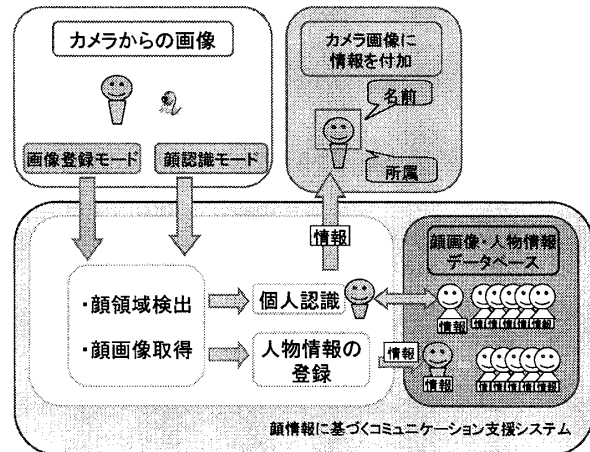 カメラからの画像
画像登録モード
顔認識モード
カメラ画像に
情報を付加
名前
所属
情報
・顔領域検出
・顔画像取得
個人認識
人物情報の
登録
顔画像・人物情報
データベース
情報
情報
情報
顔情報に基づくコミュニケーション支援システム